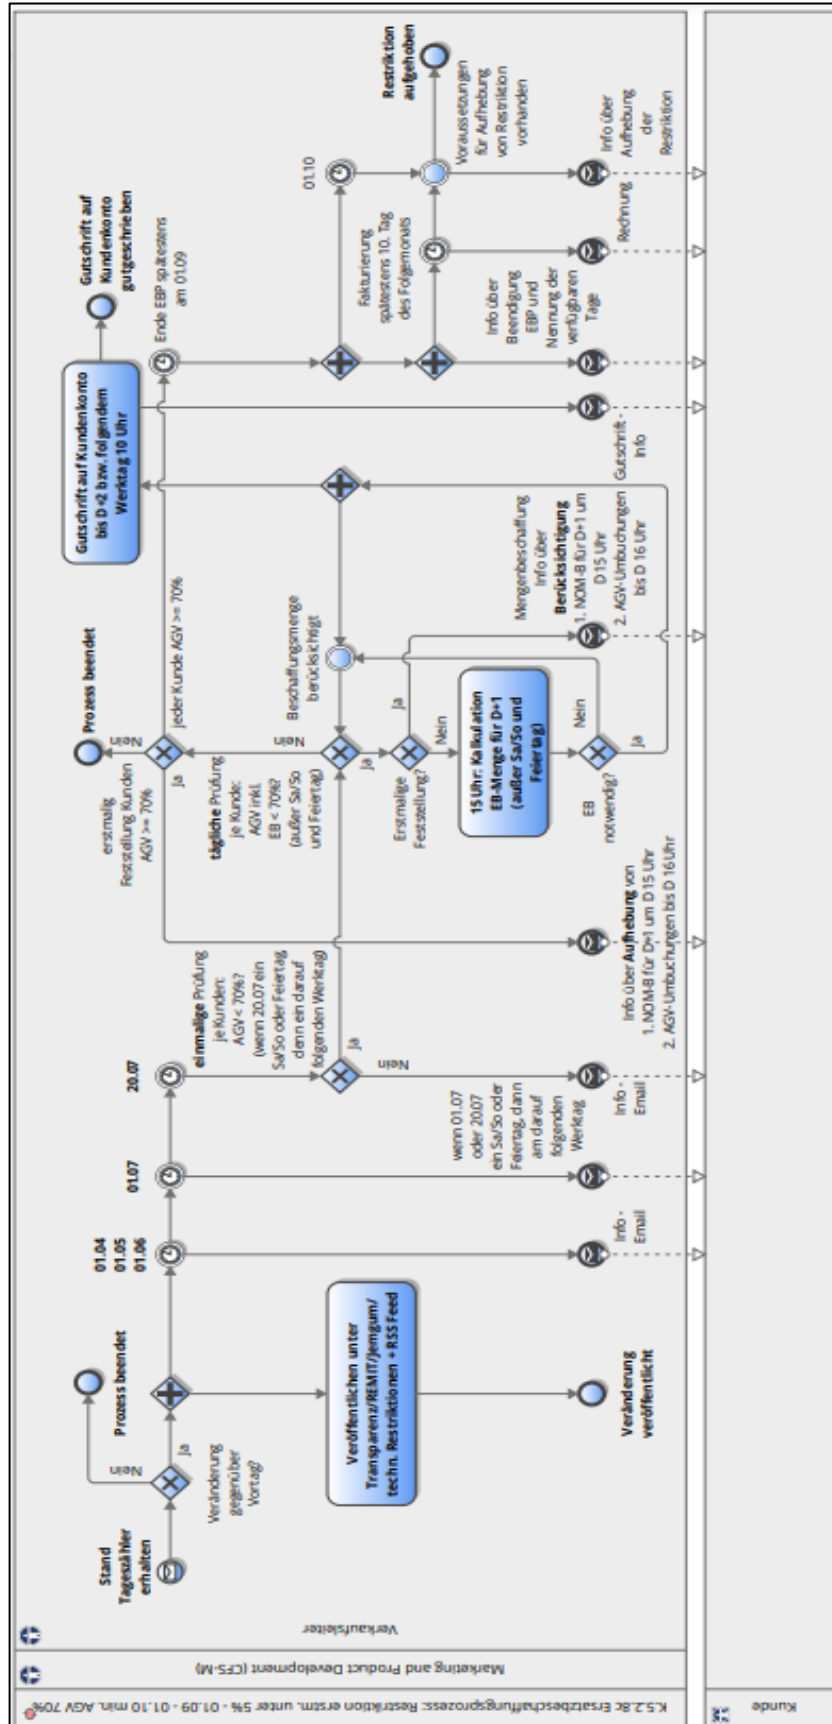 K.5.2.8c Ersatzbeschaffungsprozess: Restriktion erstm. unter 5% - 01.09 - 01.10 min. AGV 70%
Marketing and Product Development (CFS-M)
Verkaufsleiter
Stand
Tageszähler
erhalten
Veränderung
gegenüber
Vortag?
Nein
Ja
Prozess beendet
Veröffentlichen unter
Transparenz/REMIT/Jemgum/
techn. Restriktionen + RSS Feed
Veränderung
veröffentlicht
01.04
01.05
01.06
Info -
Email
01.07
20.07
wenn 01.07
oder 20.07
ein Sa/So oder
Feiertag, dann
am darauf
folgenden
Werktag
Info -
Email
einmalige Prüfung
je Kunden:
AGV < 70%?
(wenn 20.07 ein
Sa/So oder Feiertag,
denn ein darauf
folgenden Werktag)
Nein
Ja
Info über Aufhebung von
1. NOM-B für D+1 um D 15 Uhr
2. AGV-Umbuchungen bis D 16 Uhr
erstmalig
Feststellung Kunden
AGV >= 70%
Nein
Prozess beendet
Ja
jeder Kunde AGV >= 70%
tägliche Prüfung
je Kunde:
AGV inkl.
EB < 70%?
(außer Sa/So
und Feiertag)
Nein
Ja
Beschaffungsmenge
berücksichtigt
Erstmalige
Feststellung?
Ja
Nein
15 Uhr: Kalkulation
EB-Menge für D+1
(außer Sa/So und
Feiertag)
EB
notwendig?
Nein
Ja
Mengenbeschaffung
Info über
Berücksichtigung
1. NOM-B für D+1 um
D 15 Uhr
2. AGV-Umbuchungen
bis D 16 Uhr
Gutschrift auf Kundenkonto
bis D+2 bzw. folgendem
Werktag 10 Uhr
Gutschrift auf
Kundenkonto
gutgeschrieben
Gutschrift -
Info
Ende EBP spätestens
am 01.09
Info über
Beendigung
EBP und
Nennung der
verfügbaren
Tage
Fakturierung
spätestens 10. Tag
des Folgemonats
Rechnung
01.10
Voraussetzungen
für Aufhebung
von Restriktion
vorhanden
Restriktion
aufgehoben
Info über
Aufhebung
der
Restriktion
Kunde